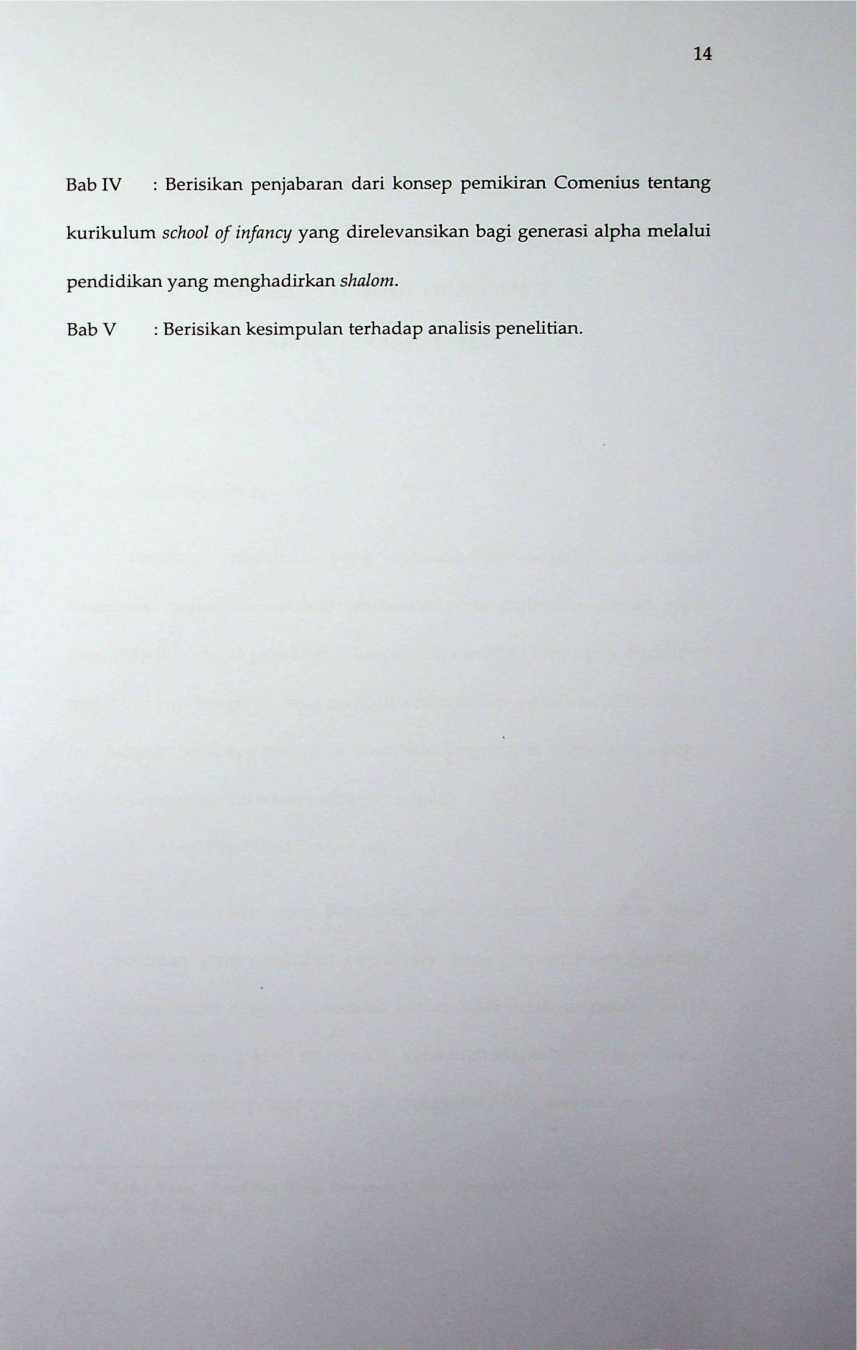 14
Bab IV : Berisikan penjabaran dari konsep pemikiran Comenius tentang
kurikulum school of infancy yang direlevansikan bagi generasi alpha melalui
pendidikan yang menghadirkan shalom.
Bab V : Berisikan kesimpulan terhadap analisis penelitian.